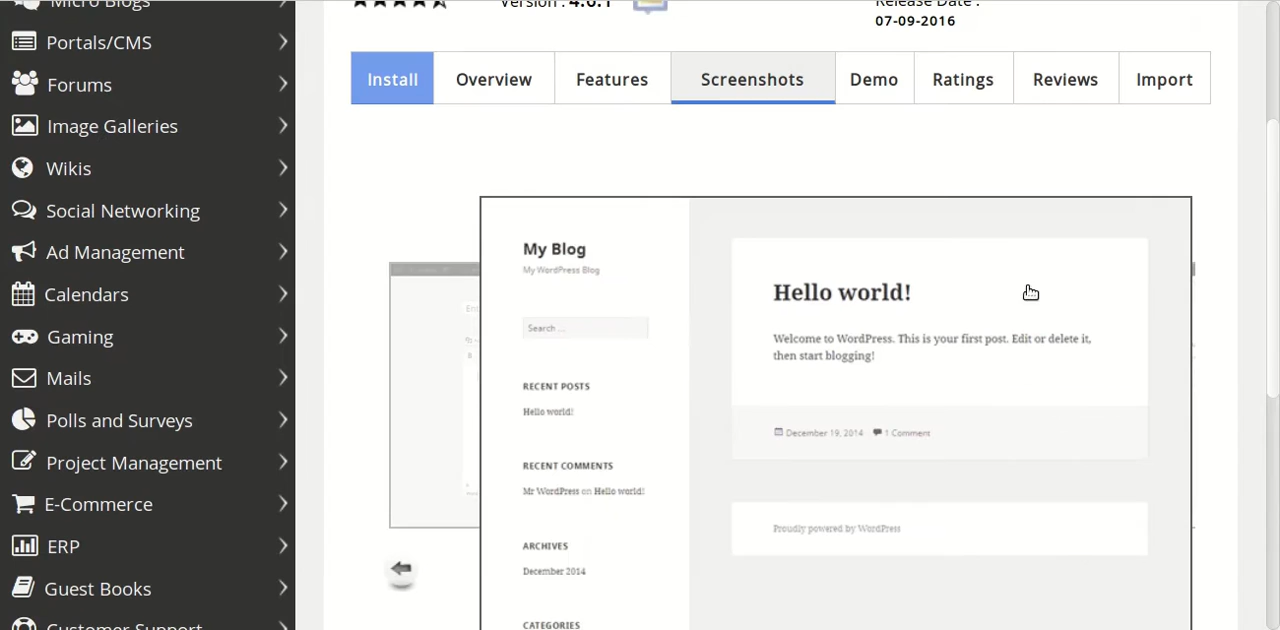 Micro Blogs
Portals/CMS
Forums
Image Galleries
Wikis
Social Networking
Ad Management
Calendars
Gaming
Mails
Polls and Surveys
Project Management
E-Commerce
ERP
Guest Books
Customer Support
Version : 4.6.1
Release Date :
07-09-2016
Install Overview Features Screenshots Demo Ratings Reviews Import
My Blog
My WordPress Blog
Search ...
RECENT POSTS
Hello world!
RECENT COMMENTS
Mr WordPress on Hello world!
ARCHIVES
December 2014
CATEGORIES
Hello world!
Welcome to WordPress. This is your first post. Edit or delete it,
then start blogging!
December 19, 2014 1 Comment
Proudly powered by WordPress